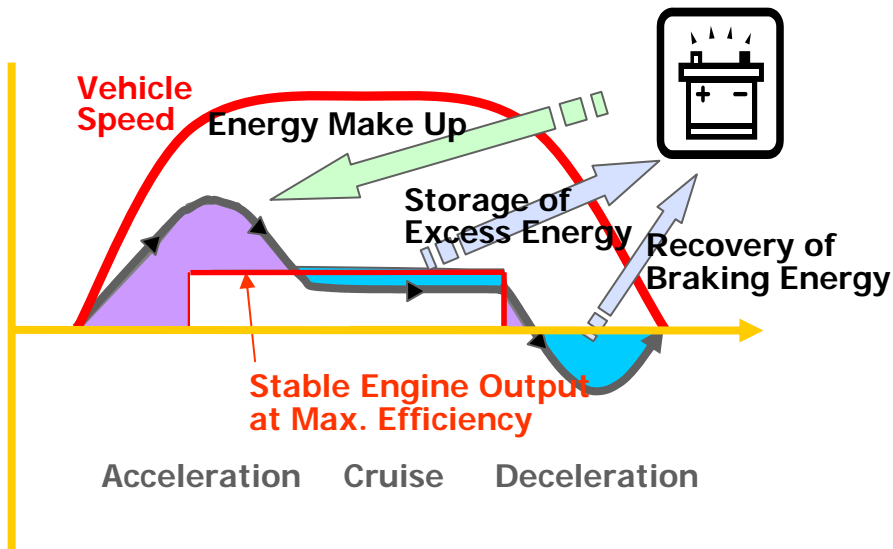 Vehicle
Speed
Energy Make Up
+ −
Storage of
Excess Energy
Recovery of
Braking Energy
Stable Engine Output
at Max. Efficiency
Acceleration Cruise Deceleration